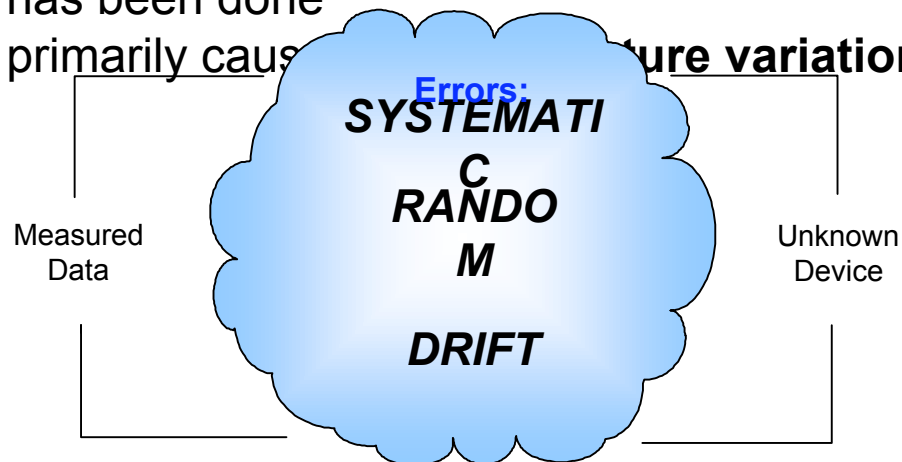 has been done
primarily caus ture variation
Errors:
SYSTEMATI
C
RANDO
M
DRIFT
Measured
Data
Unknown
Device